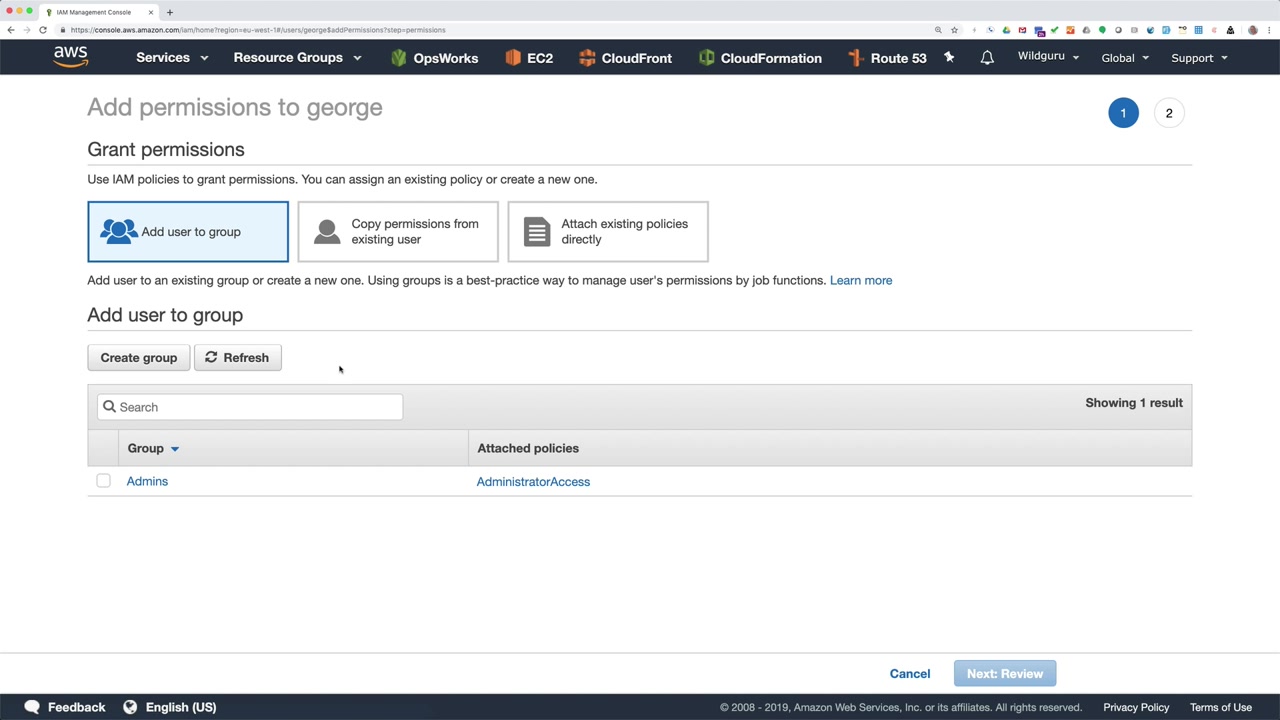 IAM Management Console
https://console.aws.amazon.com/iam/home?region=eu-west-1#/users/george$addPermissions?step=permissions
aws Services Resource Groups OpsWorks EC2 CloudFront CloudFormation Route 53 Wildguru Global Support
Add permissions to george
1 2
Grant permissions
Use IAM policies to grant permissions. You can assign an existing policy or create a new one.
Add user to group
Copy permissions from
existing user
Attach existing policies
directly
Add user to an existing group or create a new one. Using groups is a best-practice way to manage user's permissions by job functions. Learn more
Add user to group
Create group Refresh
Search
Showing 1 result
Group Attached policies
Admins AdministratorAccess
Cancel Next: Review
Feedback English (US) © 2008 - 2019, Amazon Web Services, Inc. or its affiliates. All rights reserved. Privacy Policy Terms of Use